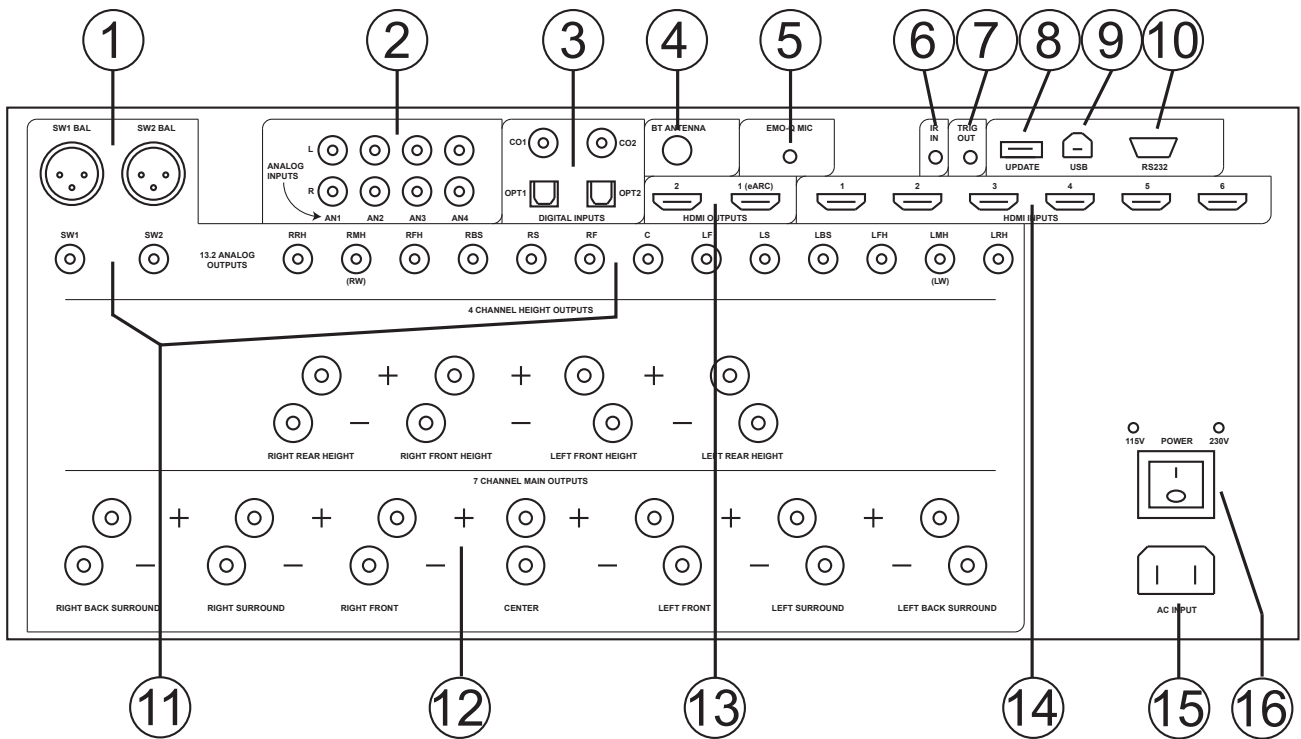 1 2 3 4 5 6 7 8 9 10
SW1 BAL SW2 BAL
L
R
ANALOG
INPUTS
AN1 AN2 AN3 AN4
CO1 CO2
OPT1 OPT2
DIGITAL INPUTS
BT ANTENNA
EMO-Q MIC
IR
IN
TRIG
OUT
UPDATE USB RS232
2 1 (eARC)
HDMI OUTPUTS
1 2 3 4 5 6
HDMI INPUTS
SW1 SW2
13.2 ANALOG
OUTPUTS
RRH RMH RFH RBS RS RF C LF LS LBS LFH LMH LRH
(RW) (LW)
4 CHANNEL HEIGHT OUTPUTS
+ + +
− − −
RIGHT REAR HEIGHT RIGHT FRONT HEIGHT LEFT FRONT HEIGHT LEFT REAR HEIGHT
115V POWER 230V
7 CHANNEL MAIN OUTPUTS
+ + + + + +
− − − − − −
RIGHT BACK SURROUND RIGHT SURROUND RIGHT FRONT CENTER LEFT FRONT LEFT SURROUND LEFT BACK SURROUND
AC INPUT
11 12 13 14 15 16